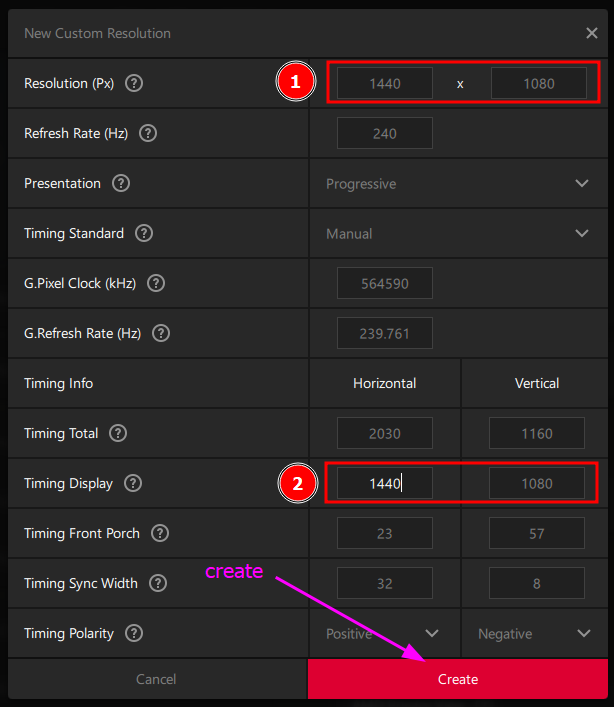 New Custom Resolution
Resolution (Px) ? 1 1440 x 1080
Refresh Rate (Hz) ? 240
Presentation ? Progressive
Timing Standard ? Manual
G.Pixel Clock (kHz) ? 564590
G.Refresh Rate (Hz) ? 239.761
Timing Info Horizontal Vertical
Timing Total ? 2030 1160
Timing Display ? 2 1440 1080
Timing Front Porch ? 23 57
Timing Sync Width ? 32 8
create
Timing Polarity ? Positive Negative
Cancel Create